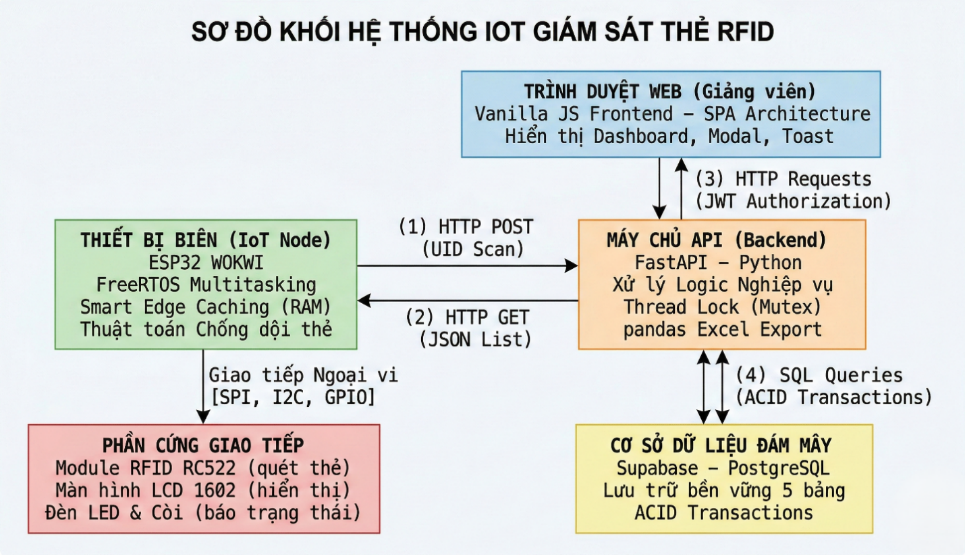 SƠ ĐỒ KHỐI HỆ THỐNG IOT GIÁM SÁT THẺ RFID
TRÌNH DUYỆT WEB (Giảng viên)
Vanilla JS Frontend – SPA Architecture
Hiển thị Dashboard, Modal, Toast
(3) HTTP Requests
(JWT Authorization)
THIẾT BỊ BIÊN (IoT Node)
ESP32 WOKWI
FreeRTOS Multitasking
Smart Edge Caching (RAM)
Thuật toán Chống dội thẻ
(1) HTTP POST
(UID Scan)
(2) HTTP GET
(JSON List)
MÁY CHỦ API (Backend)
FastAPI – Python
Xử lý Logic Nghiệp vụ
Thread Lock (Mutex)
pandas Excel Export
Giao tiếp Ngoại vi
[SPI, I2C, GPIO]
(4) SQL Queries
(ACID Transactions)
PHẦN CỨNG GIAO TIẾP
Module RFID RC522 (quét thẻ)
Màn hình LCD 1602 (hiển thị)
Đèn LED & Còi (báo trạng thái)
CƠ SỞ DỮ LIỆU ĐÁM MÂY
Supabase – PostgreSQL
Lưu trữ bền vững 5 bảng
ACID Transactions